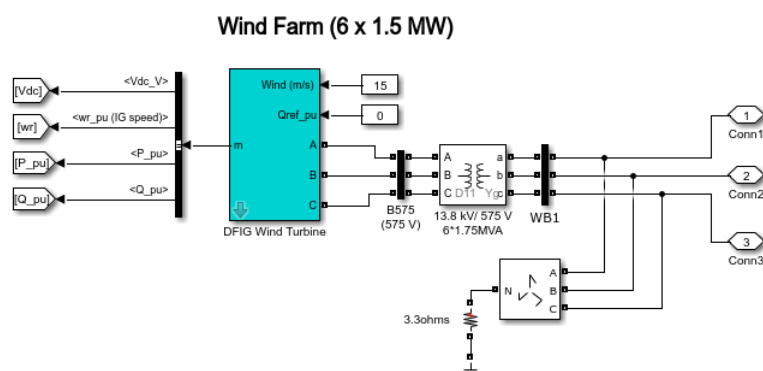 Wind Farm (6 x 1.5 MW)
<Vdc_V>
[Vdc]
<wr_pu (IG speed)>
[wr]
<P_pu>
[P_pu]
<Q_pu>
[Q_pu]
m
Wind (m/s)
15
Qref_pu
0
A
B
C
DFIG Wind Turbine
B575
(575 V)
A
B
C
a
b
c
D11 Yg
13.8 kV/ 575 V
6*1.75MVA
WB1
1
Conn1
2
Conn2
3
Conn3
N
A
B
C
3.3ohms